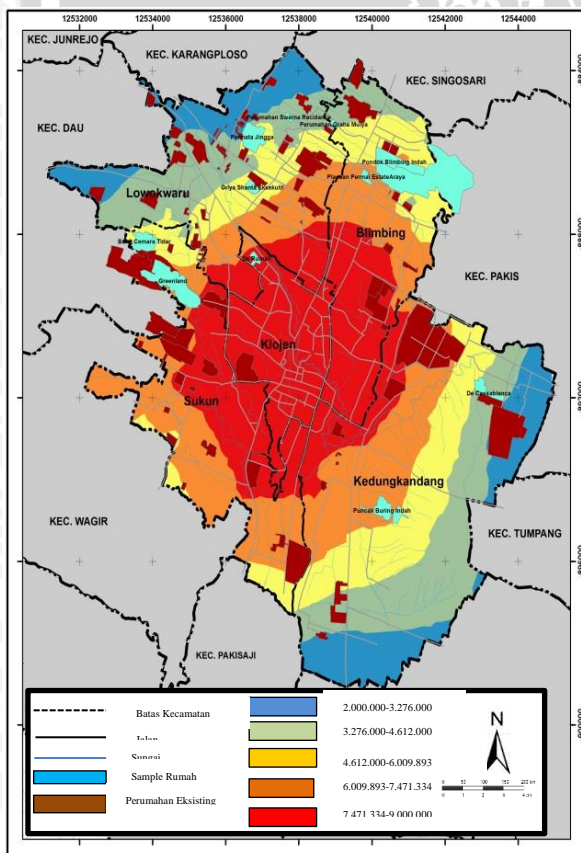 12532000 12534000 12536000 12538000 12540000 12542000 12544000
KEC. JUNREJO
KEC. KARANGPLOSO
KEC. SINGOSARI
KEC. DAU
Permata Jingga
Perumahan Graha Mulya
Pondok Blimbing Indah
Lowokwaru
Griya Shanta Eksekutif
Blimbing
KEC. PAKIS
Greenland
Klojen
De Cassablanca
Sukun
Kedungkandang
Puncak Buring Indah
KEC. WAGIR
KEC. TUMPANG
KEC. PAKISAJI
Batas Kecamatan
Jalan
Sungai
Sample Rumah
Perumahan Eksisting
2.000.000-3.276.000
3.276.000-4.612.000
4.612.000-6.009.893
6.009.893-7.471.334
7.471.334-9.000.000
N